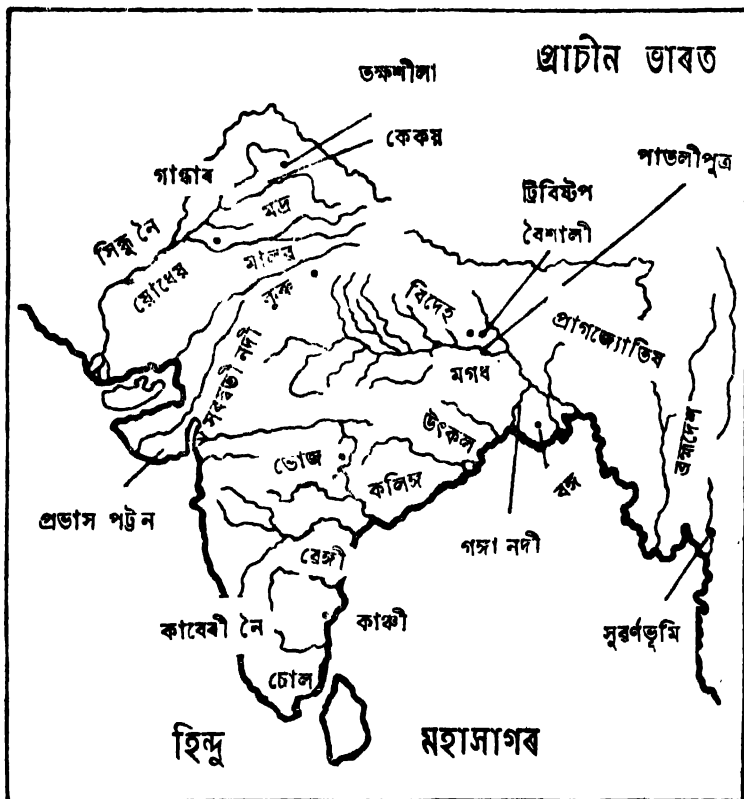 প্ৰাচীন ভাৰত
তক্ষশীলা
কেকয়
পাতলীপুত্ৰ
গান্ধাৰ
ট্ৰিবিষ্টপ
মদ্ৰ
বৈশালী
সিন্ধু নৈ
য়োধেয়
বিদেহ
প্ৰাগজ্যোতিষ
মগধ
সৰস্বতী নদী
উৎকল
ব্ৰহ্মদেশ
ভোজ
কলিঙ্গ
বঙ্গ
প্ৰভাস পট্টন
গঙ্গা নদী
ৱেঙ্গী
কাবেৰী নৈ
কাঞ্চী
সুৱৰ্ণভূমি
চোল
হিন্দু মহাসাগৰ